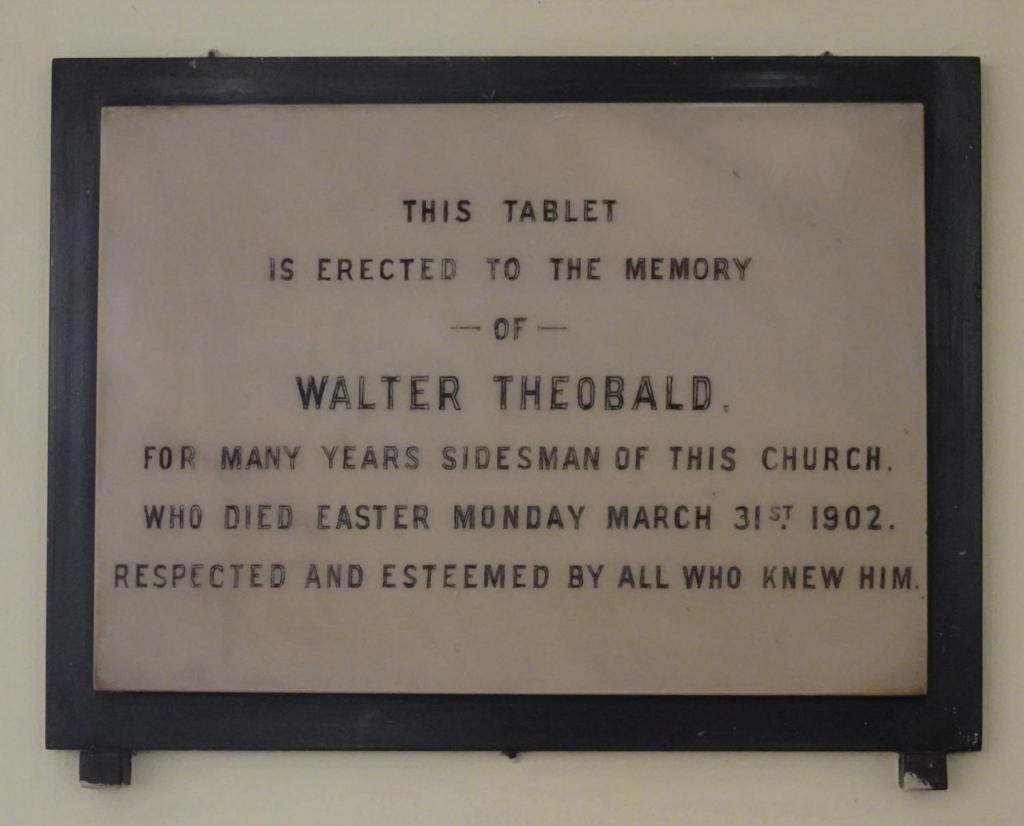 THIS TABLET
IS ERECTED TO THE MEMORY
— OF —
WALTER THEOBALD.
FOR MANY YEARS SIDESMAN OF THIS CHURCH.
WHO DIED EASTER MONDAY MARCH 31ST. 1902.
RESPECTED AND ESTEEMED BY ALL WHO KNEW HIM.